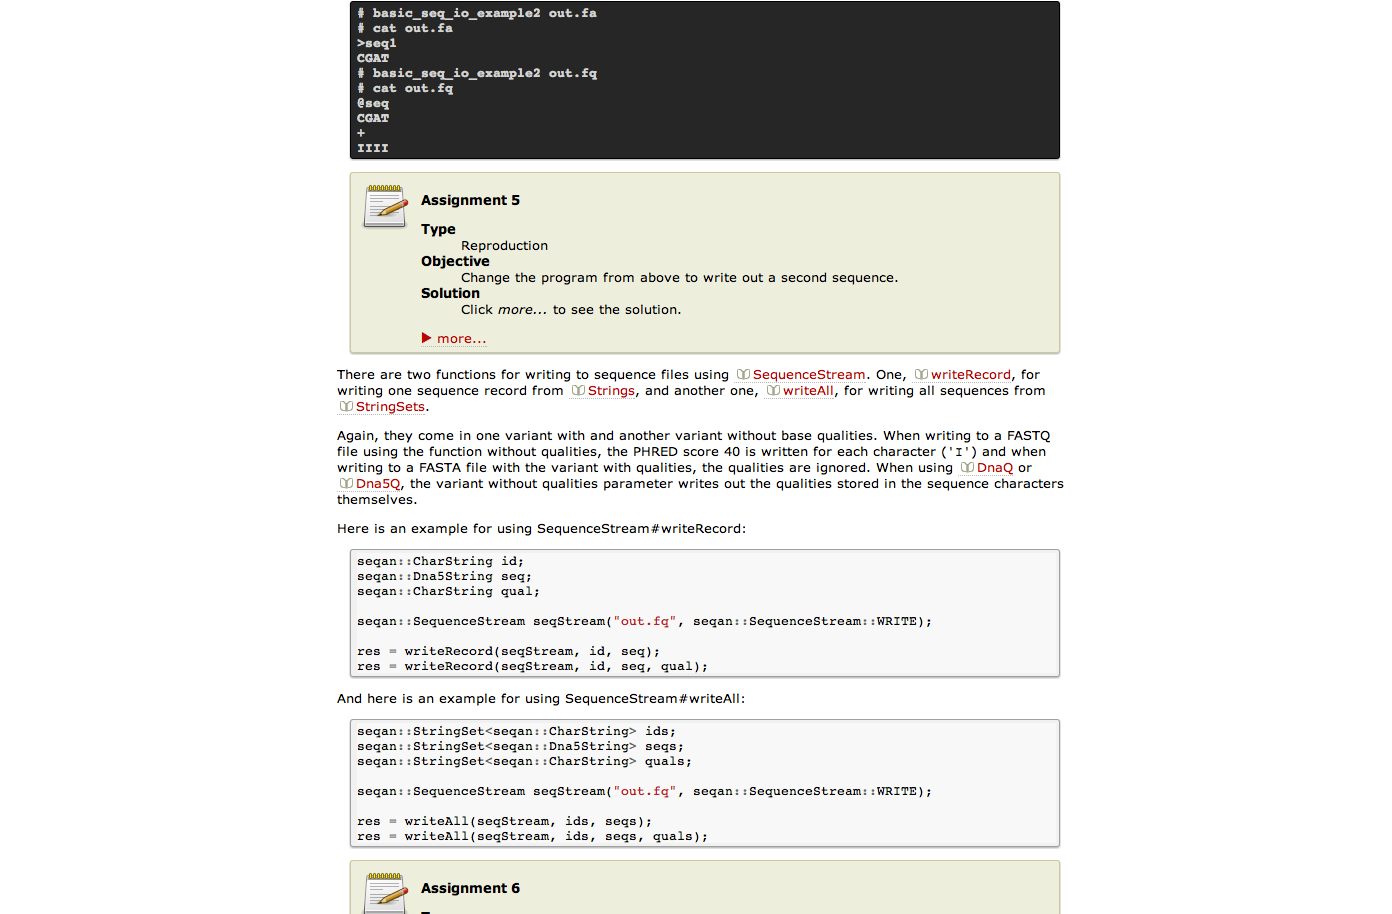 # basic_seq_io_example2 out.fa
# cat out.fa
>seq1
CGAT
# basic_seq_io_example2 out.fq
# cat out.fq
@seq
CGAT
+
IIII
Assignment 5
Type
Reproduction
Objective
Change the program from above to write out a second sequence.
Solution
Click more... to see the solution.
more...
There are two functions for writing to sequence files using SequenceStream. One, writeRecord, for
writing one sequence record from Strings, and another one, writeAll, for writing all sequences from
StringSets.
Again, they come in one variant with and another variant without base qualities. When writing to a FASTQ
file using the function without qualities, the PHRED score 40 is written for each character ('I') and when
writing to a FASTA file with the variant with qualities, the qualities are ignored. When using DnaQ or
Dna5Q, the variant without qualities parameter writes out the qualities stored in the sequence characters
themselves.
Here is an example for using SequenceStream#writeRecord:
seqan::CharString id;
seqan::Dna5String seq;
seqan::CharString qual;
seqan::SequenceStream seqStream("out.fq", seqan::SequenceStream::WRITE);
res = writeRecord(seqStream, id, seq);
res = writeRecord(seqStream, id, seq, qual);
And here is an example for using SequenceStream#writeAll:
seqan::StringSet<seqan::CharString> ids;
seqan::StringSet<seqan::Dna5String> seqs;
seqan::StringSet<seqan::CharString> quals;
seqan::SequenceStream seqStream("out.fq", seqan::SequenceStream::WRITE);
res = writeAll(seqStream, ids, seqs);
res = writeAll(seqStream, ids, seqs, quals);
Assignment 6